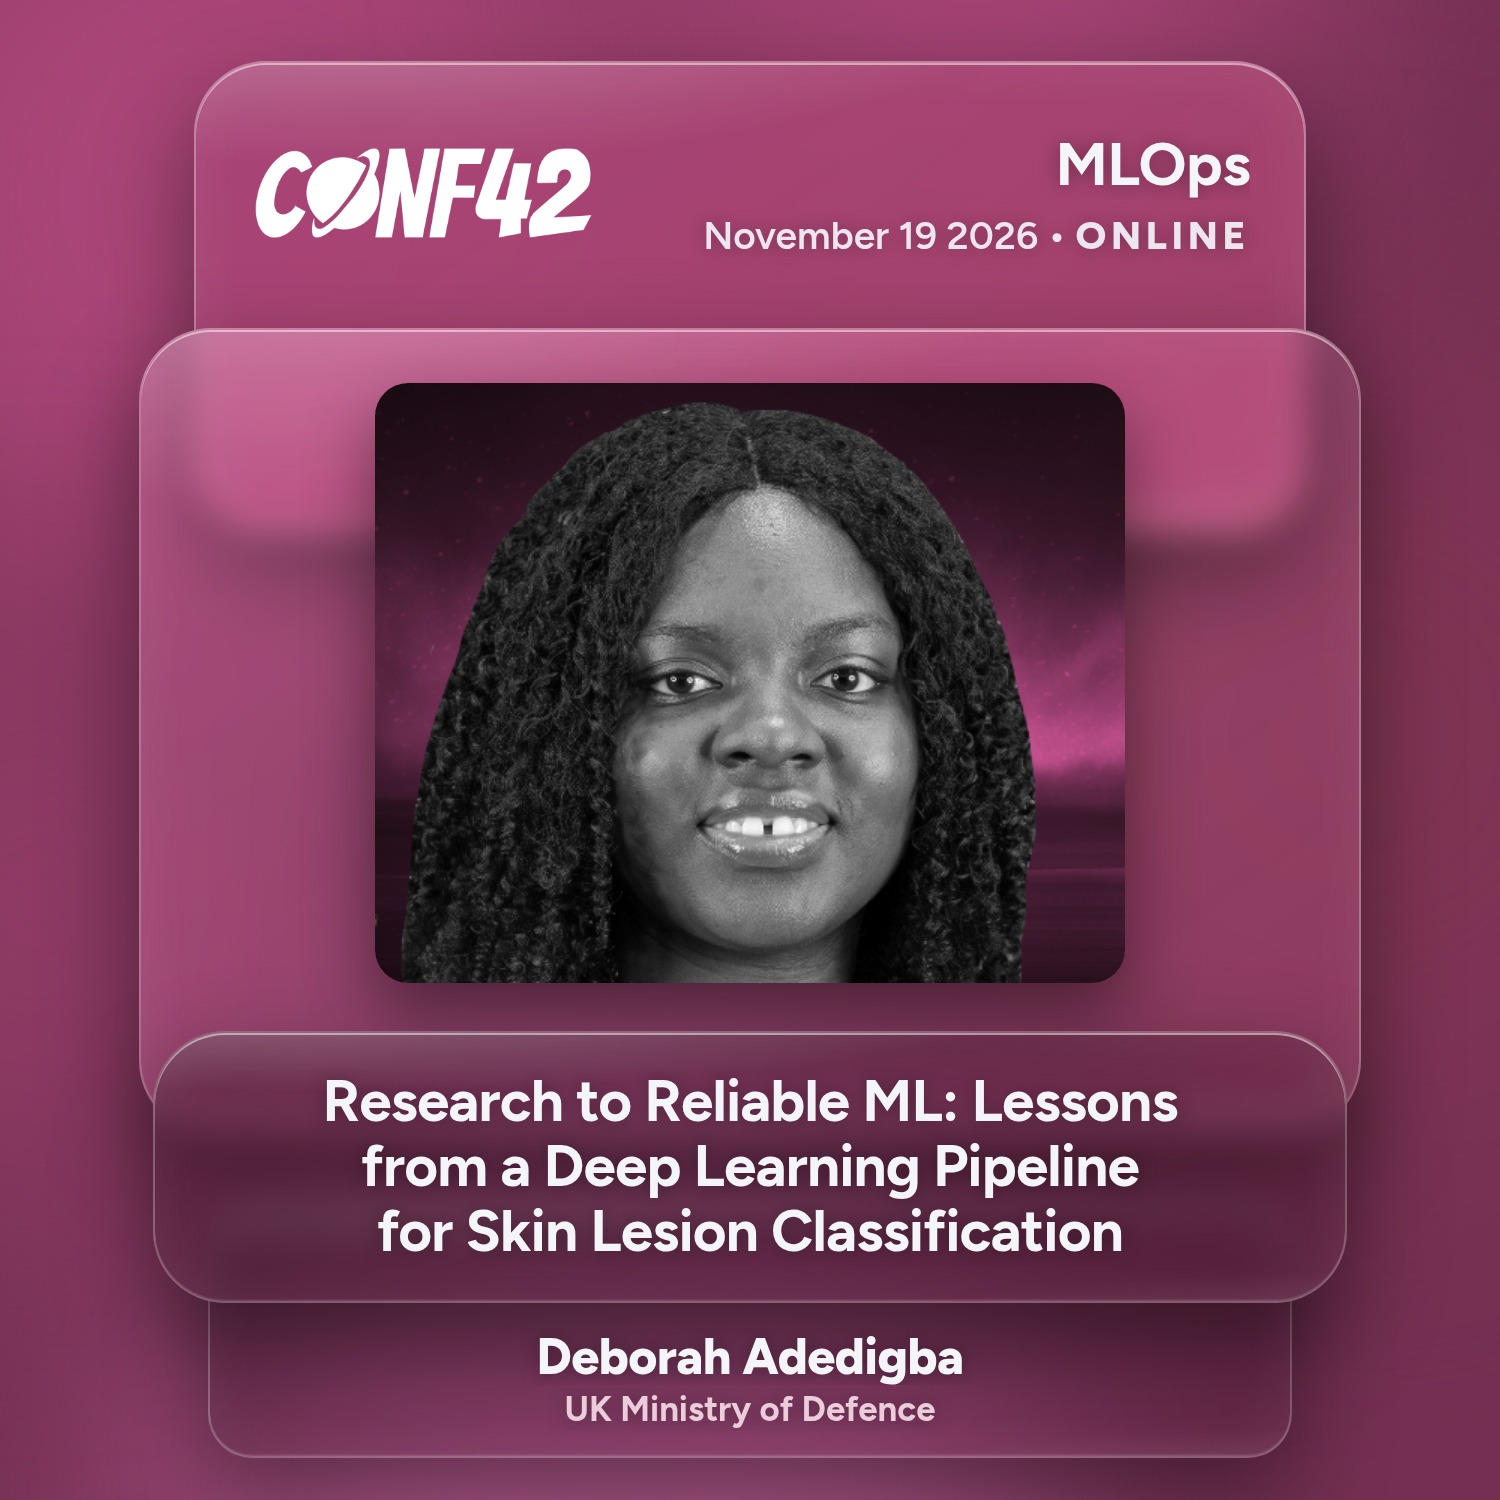 CONF42
MLOps
November 19 2026 • ONLINE
Research to Reliable ML: Lessons
from a Deep Learning Pipeline
for Skin Lesion Classification
Deborah Adedigba
UK Ministry of Defence